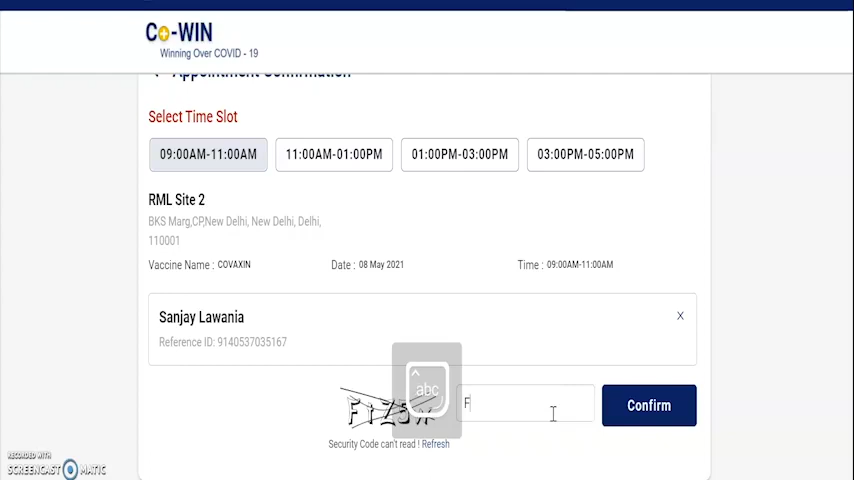 Co-WIN
Winning Over COVID - 19
Appointment Confirmation
Select Time Slot
09:00AM-11:00AM 11:00AM-01:00PM 01:00PM-03:00PM 03:00PM-05:00PM
RML Site 2
BKS Marg,CP,New Delhi, New Delhi, Delhi,
110001
Vaccine Name : COVAXIN Date : 08 May 2021 Time : 09:00AM-11:00AM
Sanjay Lawania X
Reference ID: 9140537035167
abc
F Confirm
Security Code can't read ! Refresh
RECORDED WITH
SCREENCAST MATIC